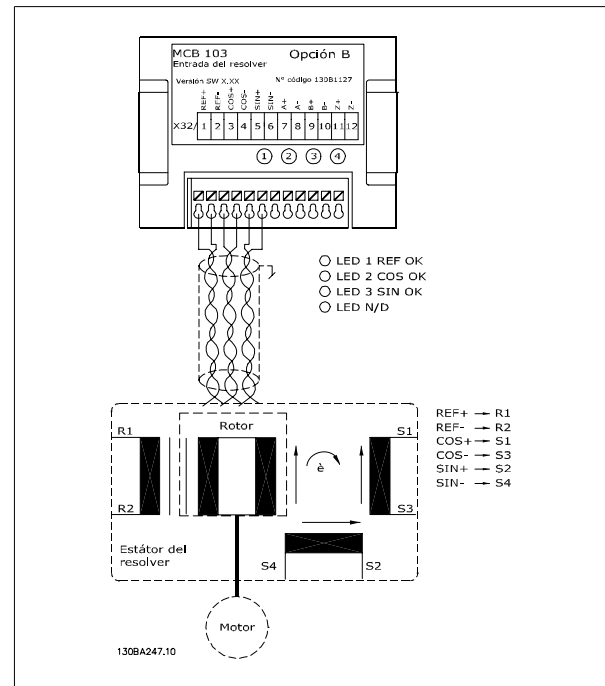 MCB 103 Opción B
Entrada del resolver
Versión SW X.XX Nº código 130B1127
REF+ REF- COS+ COS- SIN+ SIN- A+ A- B+ B- Z+ Z-
X32/ 1 2 3 4 5 6 7 8 9 10 11 12
1 2 3 4
LED 1 REF OK
LED 2 COS OK
LED 3 SIN OK
LED N/D
REF+ → R1
REF- → R2
COS+ → S1
COS- → S3
SIN+ → S2
SIN- → S4
Rotor
R1 S1
è
R2 S3
Estátor del
resolver
S4 S2
Motor
130BA247.10